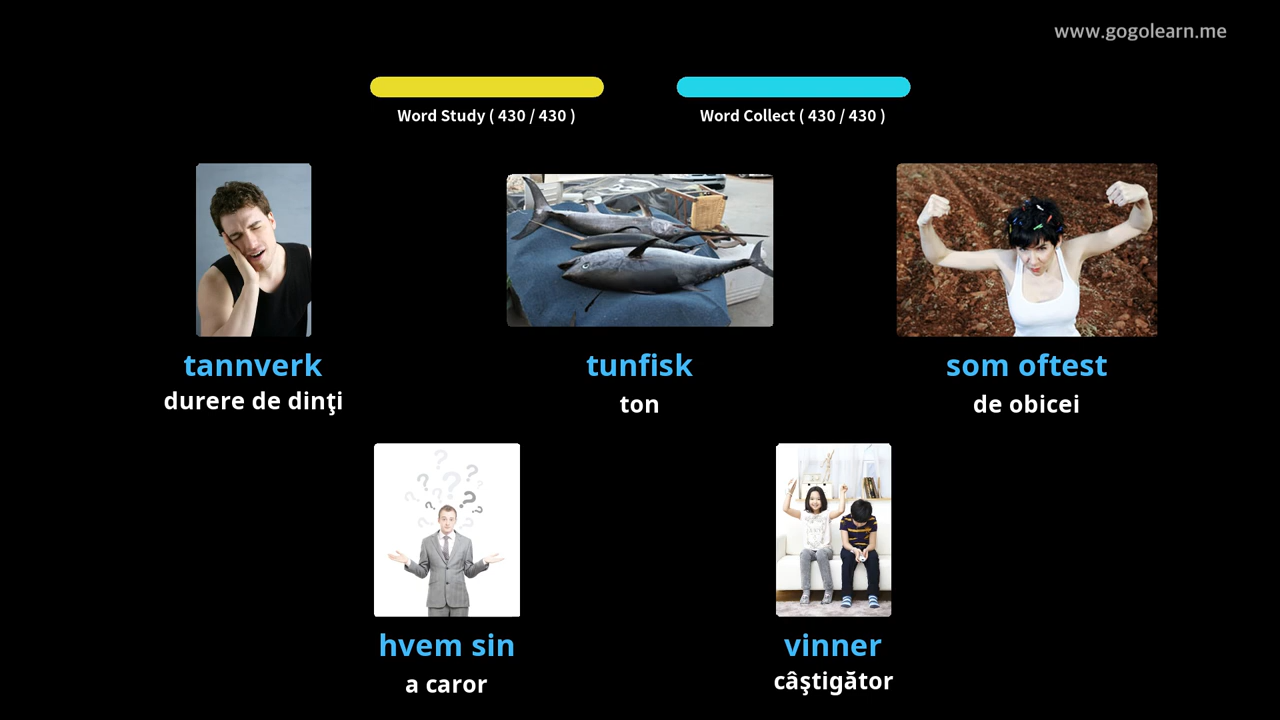 www.gogolearn.me
Word Study ( 430 / 430 )
Word Collect ( 430 / 430 )
tannverk
durere de dinţi
tunfisk
ton
som oftest
de obicei
hvem sin
a caror
vinner
câştigător